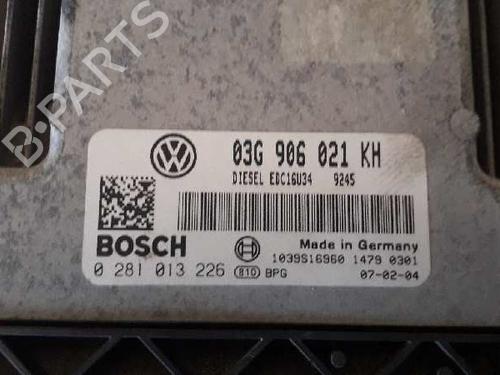 03G 906 021 KH
DIESEL EDC16U34 9245
BOSCH
Made in Germany
1039S16960 1479 0301
0 281 013 226 810 BPG 07-02-04
B-PARTS